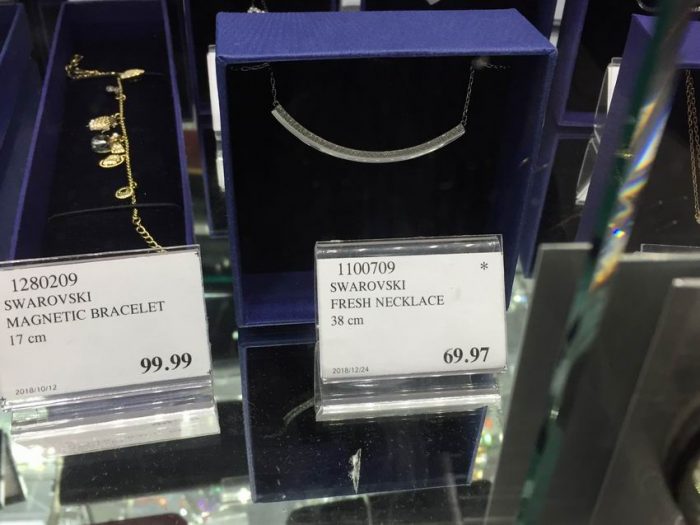 1280209
SWAROVSKI
MAGNETIC BRACELET
17 cm
99.99
2018/10/12
1100709 *
SWAROVSKI
FRESH NECKLACE
38 cm
69.97
2018/12/24